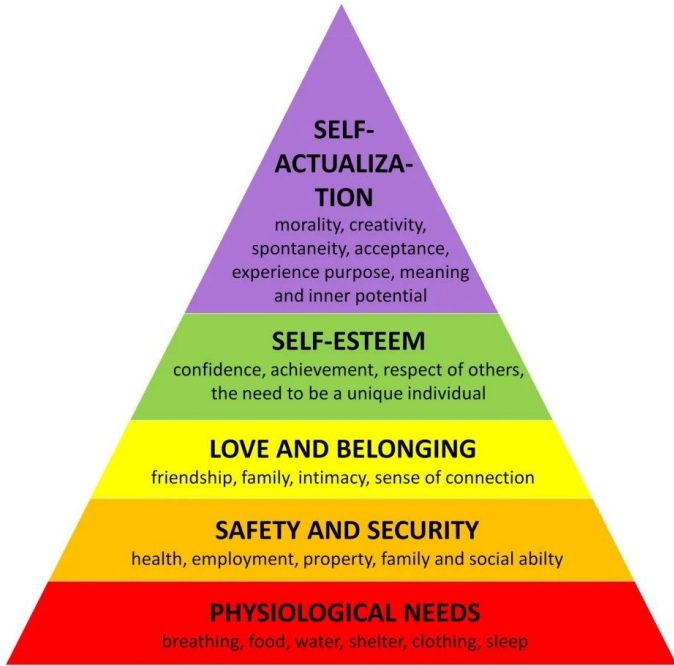 SELF-
ACTUALIZA-
TION
morality, creativity,
spontaneity, acceptance,
experience purpose, meaning
and inner potential
SELF-ESTEEM
confidence, achievement, respect of others,
the need to be a unique individual
LOVE AND BELONGING
friendship, family, intimacy, sense of connection
SAFETY AND SECURITY
health, employment, property, family and social abilty
PHYSIOLOGICAL NEEDS
breathing, food, water, shelter, clothing, sleep